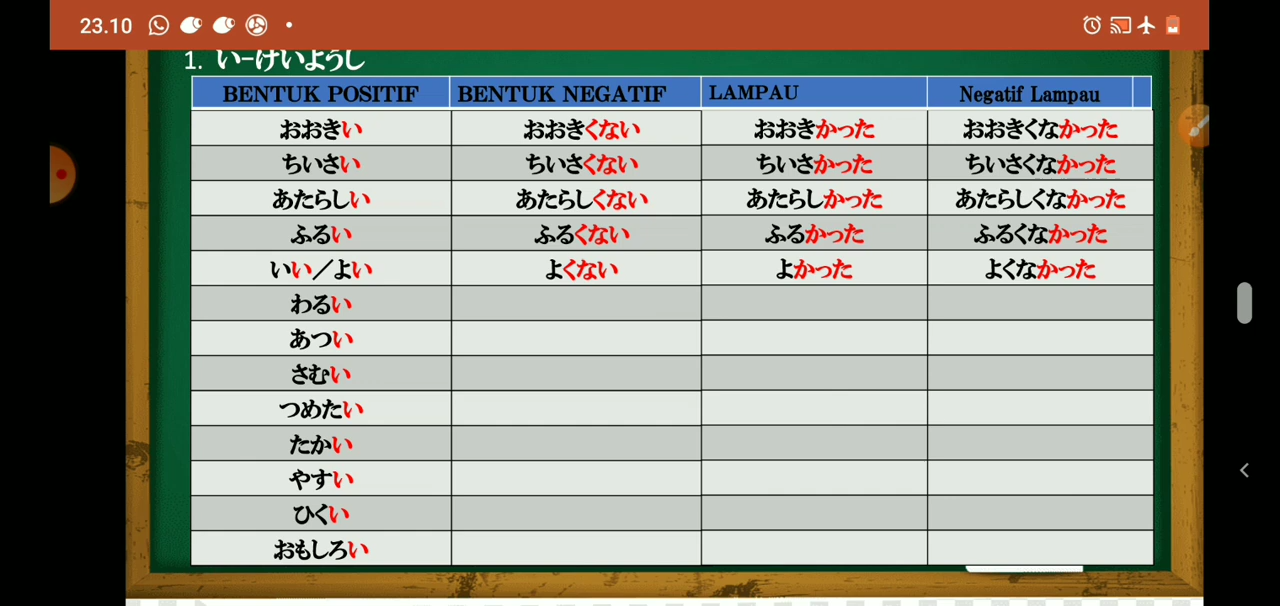 23.10
1. い-けいようし
BENTUK POSITIF BENTUK NEGATIF LAMPAU Negatif Lampau
おおきい おおきくない おおきかった おおきくなかった
ちいさい ちいさくない ちいさかった ちいさくなかった
あたらしい あたらしくない あたらしかった あたらしくなかった
ふるい ふるくない ふるかった ふるくなかった
いい／よい よくない よかった よくなかった
わるい
あつい
さむい
つめたい
たかい
やすい
ひくい
おもしろい